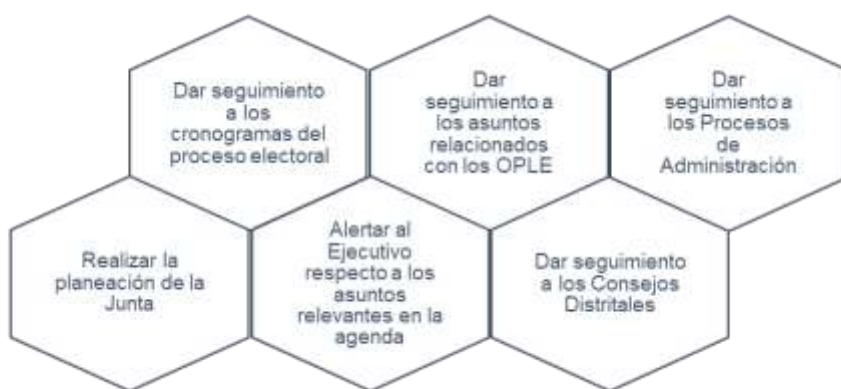 Dar seguimiento
a los
cronogramas del
proceso electoral
Dar
seguimiento a
los asuntos
relacionados
con los OPLE
Dar
seguimiento a
los Procesos
de
Administración
Realizar la
planeación de la
Junta
Alertar al
Ejecutivo
respecto a los
asuntos
relevantes en la
agenda
Dar seguimiento
a los Consejos
Distritales